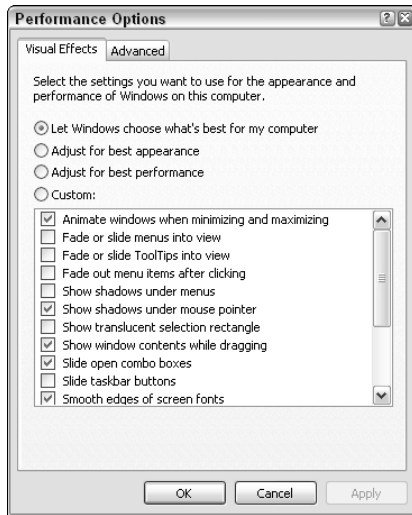 Performance Options
Visual Effects
Advanced
Select the settings you want to use for the appearance and
performance of Windows on this computer.
Let Windows choose what's best for my computer
Adjust for best appearance
Adjust for best performance
Custom:
Animate windows when minimizing and maximizing
Fade or slide menus into view
Fade or slide ToolTips into view
Fade out menu items after clicking
Show shadows under menus
Show shadows under mouse pointer
Show translucent selection rectangle
Show window contents while dragging
Slide open combo boxes
Slide taskbar buttons
Smooth edges of screen fonts
OK
Cancel
Apply